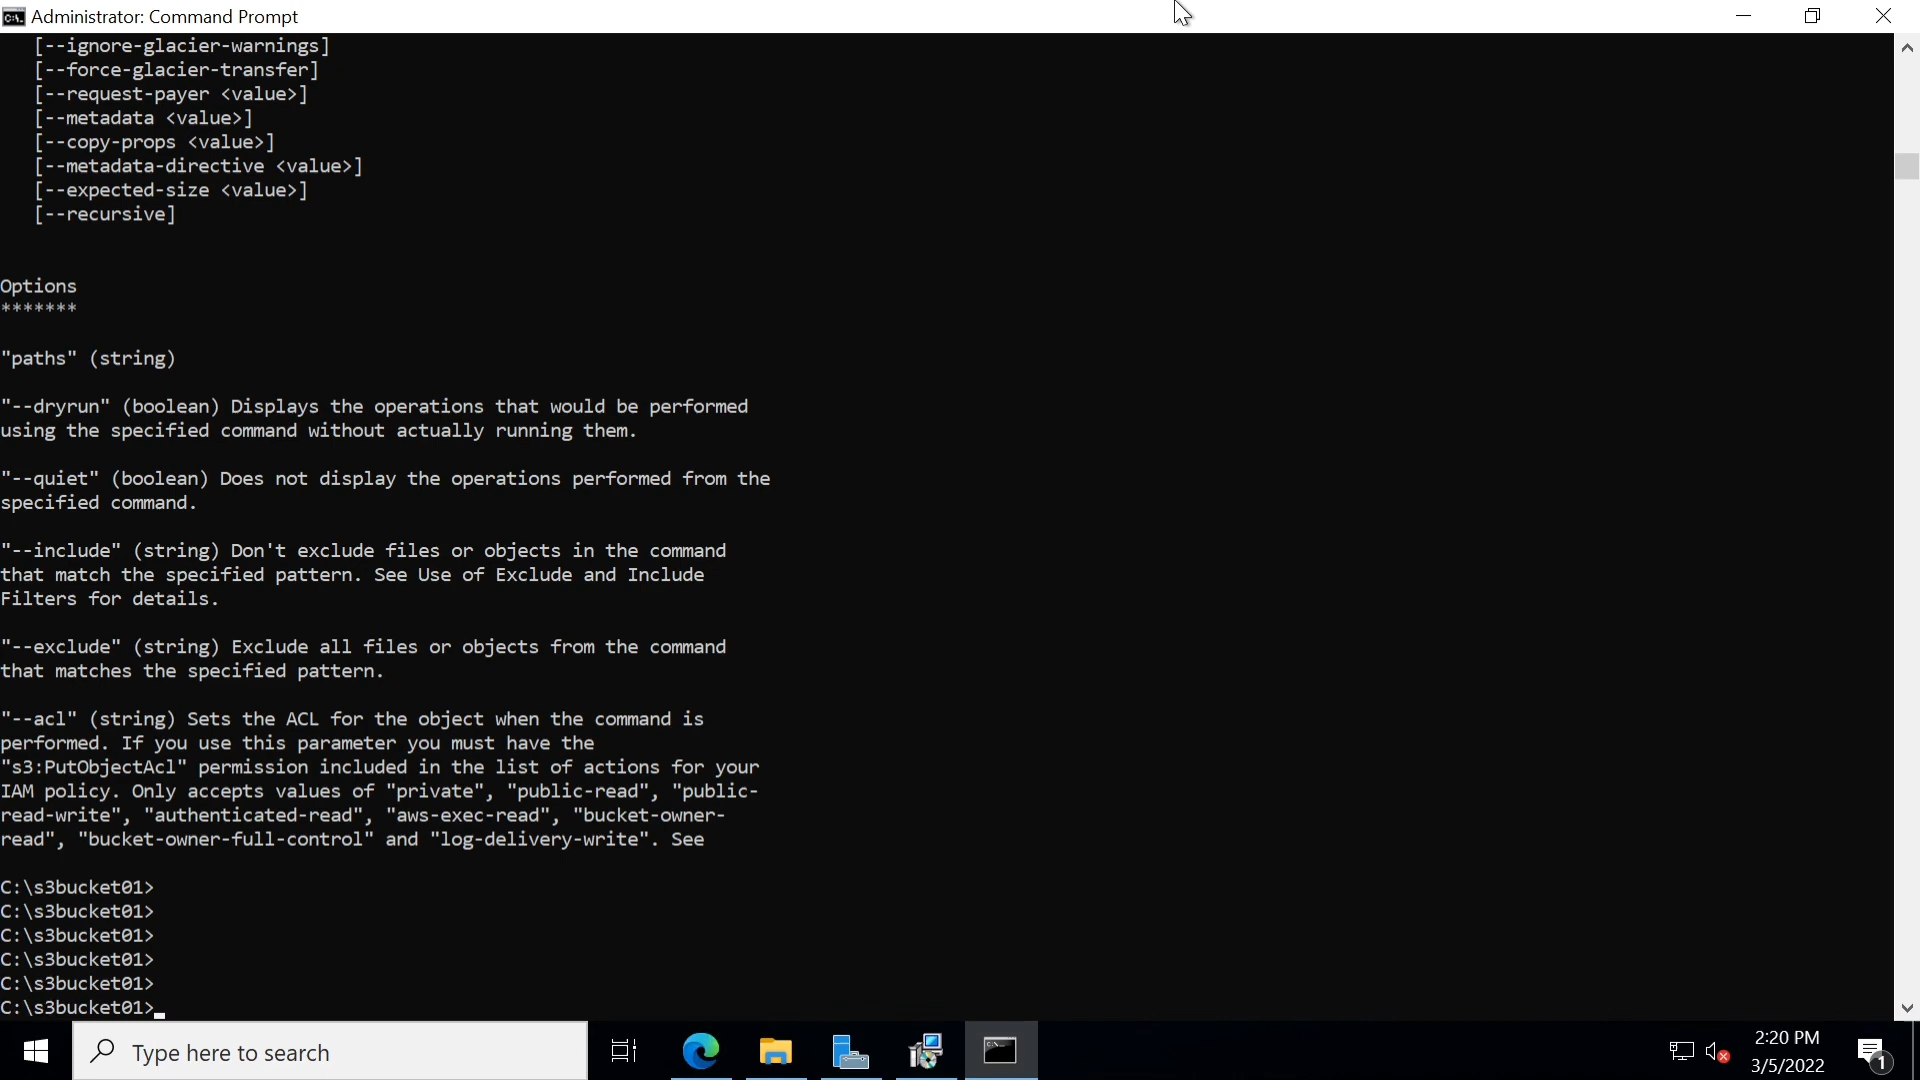 Administrator: Command Prompt
[--ignore-glacier-warnings]
[--force-glacier-transfer]
[--request-payer <value>]
[--metadata <value>]
[--copy-props <value>]
[--metadata-directive <value>]
[--expected-size <value>]
[--recursive]
Options
*******
"paths" (string)
"--dryrun" (boolean) Displays the operations that would be performed
using the specified command without actually running them.
"--quiet" (boolean) Does not display the operations performed from the
specified command.
"--include" (string) Don't exclude files or objects in the command
that match the specified pattern. See Use of Exclude and Include
Filters for details.
"--exclude" (string) Exclude all files or objects from the command
that matches the specified pattern.
"--acl" (string) Sets the ACL for the object when the command is
performed. If you use this parameter you must have the
"s3:PutObjectAcl" permission included in the list of actions for your
IAM policy. Only accepts values of "private", "public-read", "public-
read-write", "authenticated-read", "aws-exec-read", "bucket-owner-
read", "bucket-owner-full-control" and "log-delivery-write". See
C:\s3bucket01>
C:\s3bucket01>
C:\s3bucket01>
C:\s3bucket01>
C:\s3bucket01>
C:\s3bucket01>
Type here to search
2:20 PM
3/5/2022
1